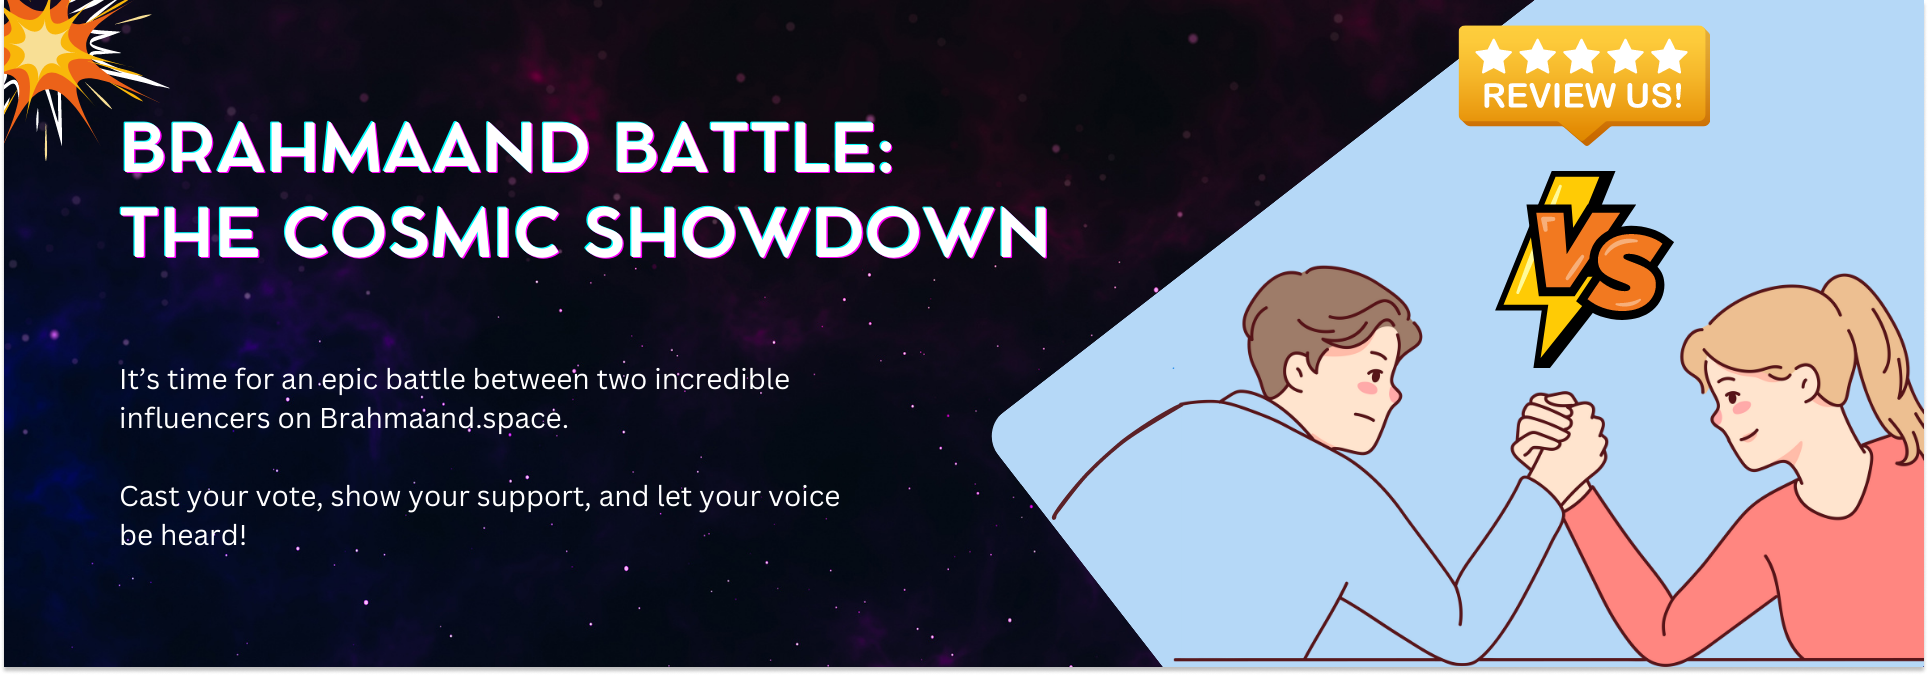 BRAHMAAND BATTLE:
THE COSMIC SHOWDOWN
It’s time for an epic battle between two incredible
influencers on Brahmaand.space.
Cast your vote, show your support, and let your voice
be heard!
REVIEW US!
VS